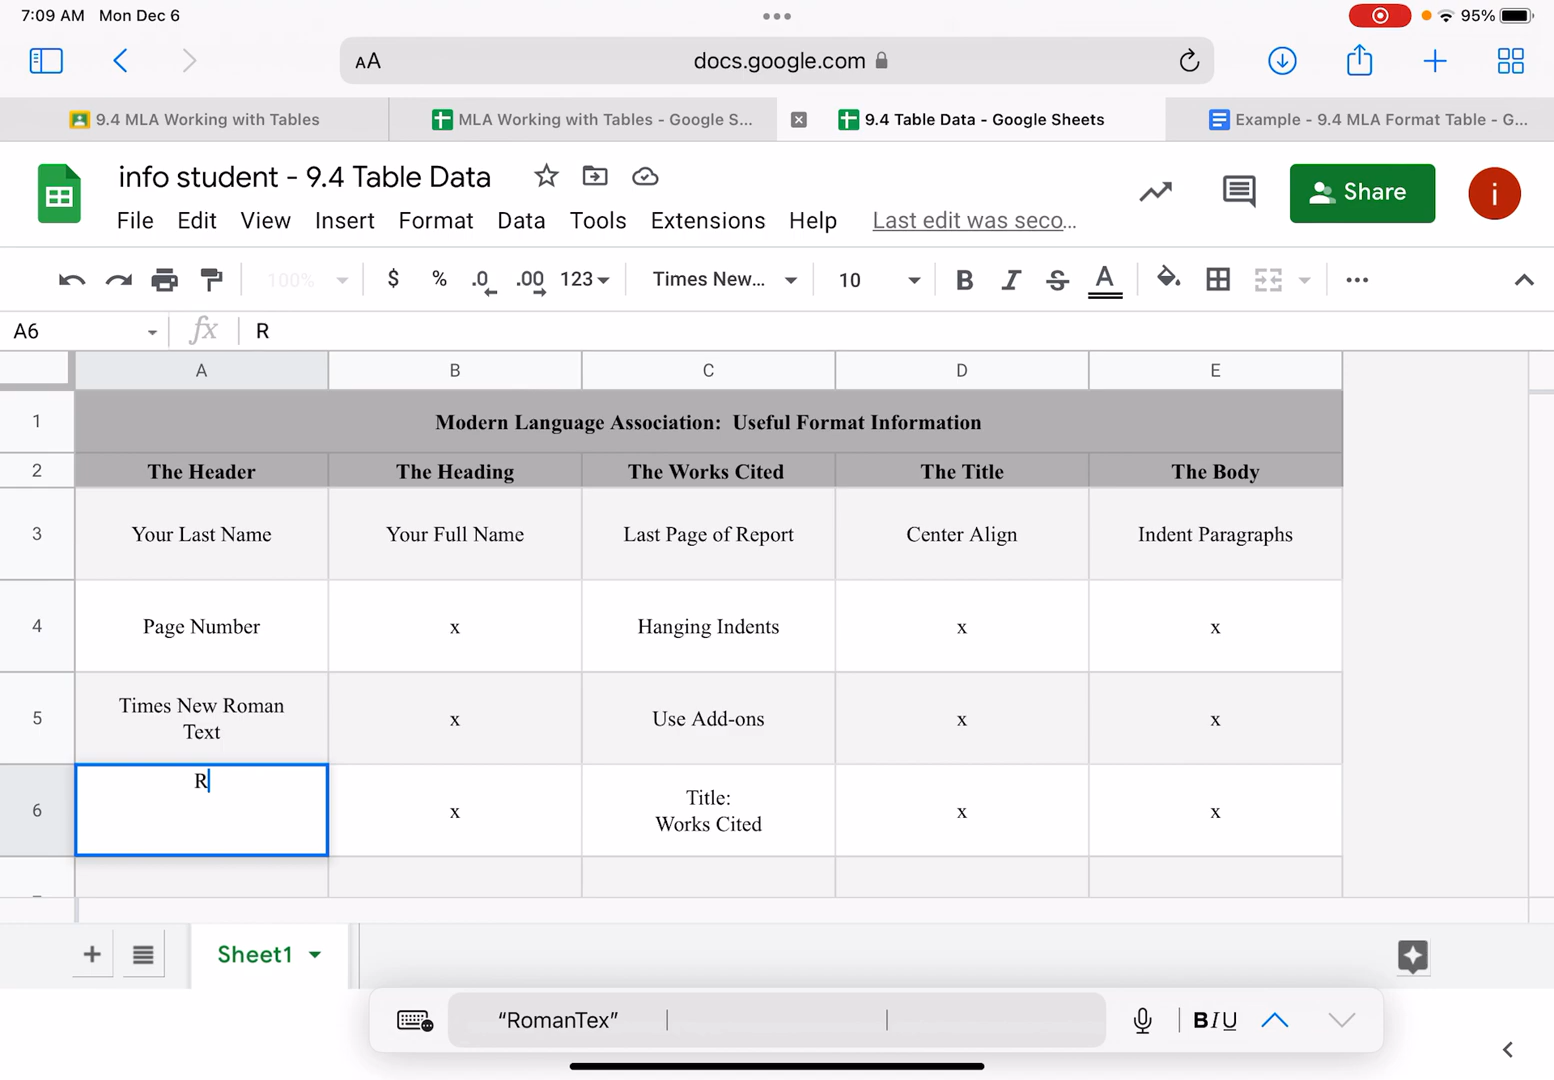 7:09 AM Mon Dec 6
95%
AA docs.google.com
9.4 MLA Working with Tables
MLA Working with Tables - Google S...
9.4 Table Data - Google Sheets
Example - 9.4 MLA Format Table - G...
info student - 9.4 Table Data
Share
i
File Edit View Insert Format Data Tools Extensions Help Last edit was seco...
100% $ % .0 .00 123 Times New... 10 B I S A
A6 fx R
A B C D E
1 Modern Language Association: Useful Format Information
2 The Header The Heading The Works Cited The Title The Body
3 Your Last Name Your Full Name Last Page of Report Center Align Indent Paragraphs
4 Page Number x Hanging Indents x x
5 Times New Roman
Text x Use Add-ons x x
6 R x Title:
Works Cited x x
Sheet1
“RomanTex” BIU